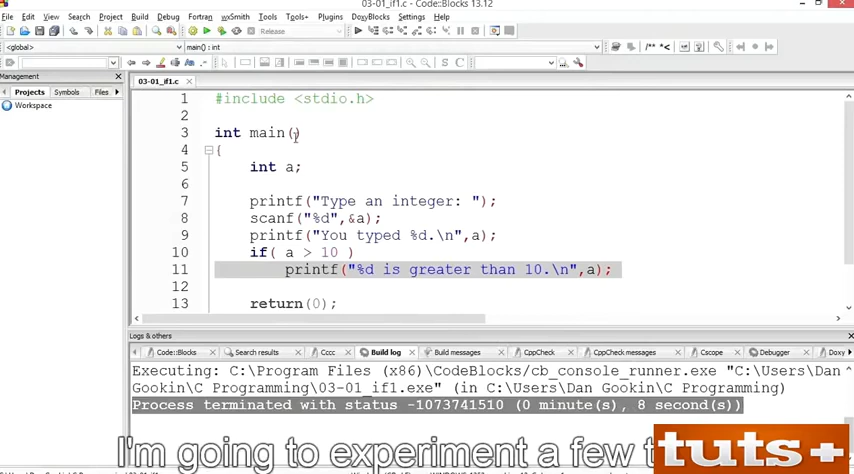 03-01_if1.c - Code::Blocks 13.12
File Edit View Search Project Build Debug Fortran wxSmith Tools Tools+ Plugins DoxyBlocks Settings Help
Release
<global>
main() : int
/** *<
S C
Management
Projects Symbols Files
Workspace
03-01_if1.c
1 #include <stdio.h>
2
3 int main()
4 {
5 int a;
6
7 printf("Type an integer: ");
8 scanf("%d",&a);
9 printf("You typed %d.\n",a);
10 if( a > 10 )
11 printf("%d is greater than 10.\n",a);
12
13 return(0);
Logs & others
Code::Blocks Search results Cccc Build log Build messages CppCheck CppCheck messages Cscope Debugger Doxy
Executing: C:\Program Files (x86)\CodeBlocks/cb_console_runner.exe "C:\Users\Dan
Gookin\C Programming\03-01_if1.exe" (in C:\Users\Dan Gookin\C Programming)
Process terminated with status -1073741510 (0 minute(s), 8 second(s))
I'm going to experiment a few t
tuts+